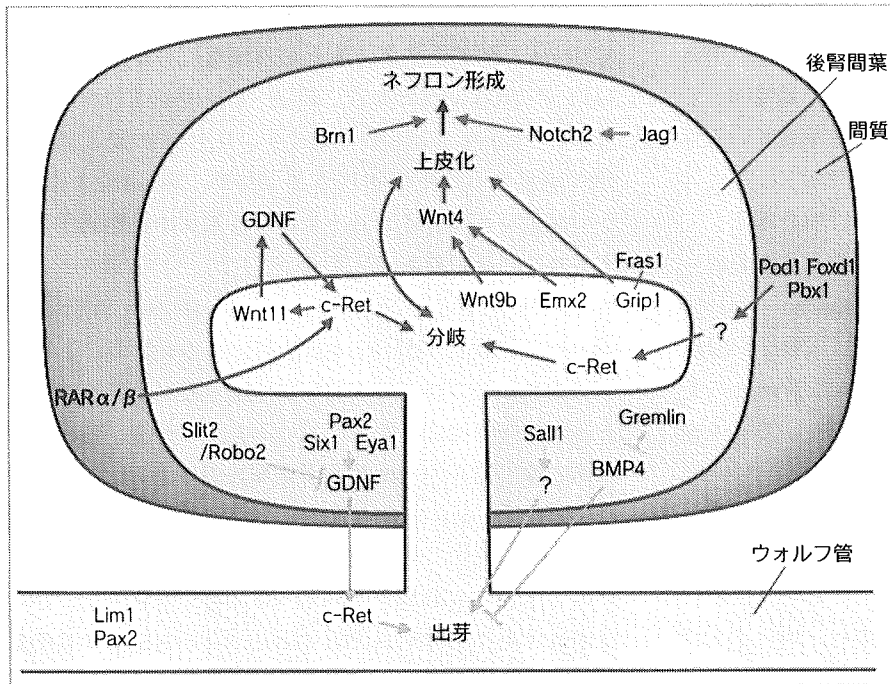 ネフロン形成
後腎間葉
間質
Brn1
Notch2
Jag1
上皮化
GDNF
Wnt4
Fras1
Pod1 Foxd1
Pbx1
Wnt11
c-Ret
Wnt9b
Emx2
Grip1
分岐
?
c-Ret
RARα/β
Slit2
/Robo2
Pax2
Six1 Eya1
GDNF
Sall1
?
Gremlin
BMP4
ウォルフ管
Lim1
Pax2
c-Ret
出芽